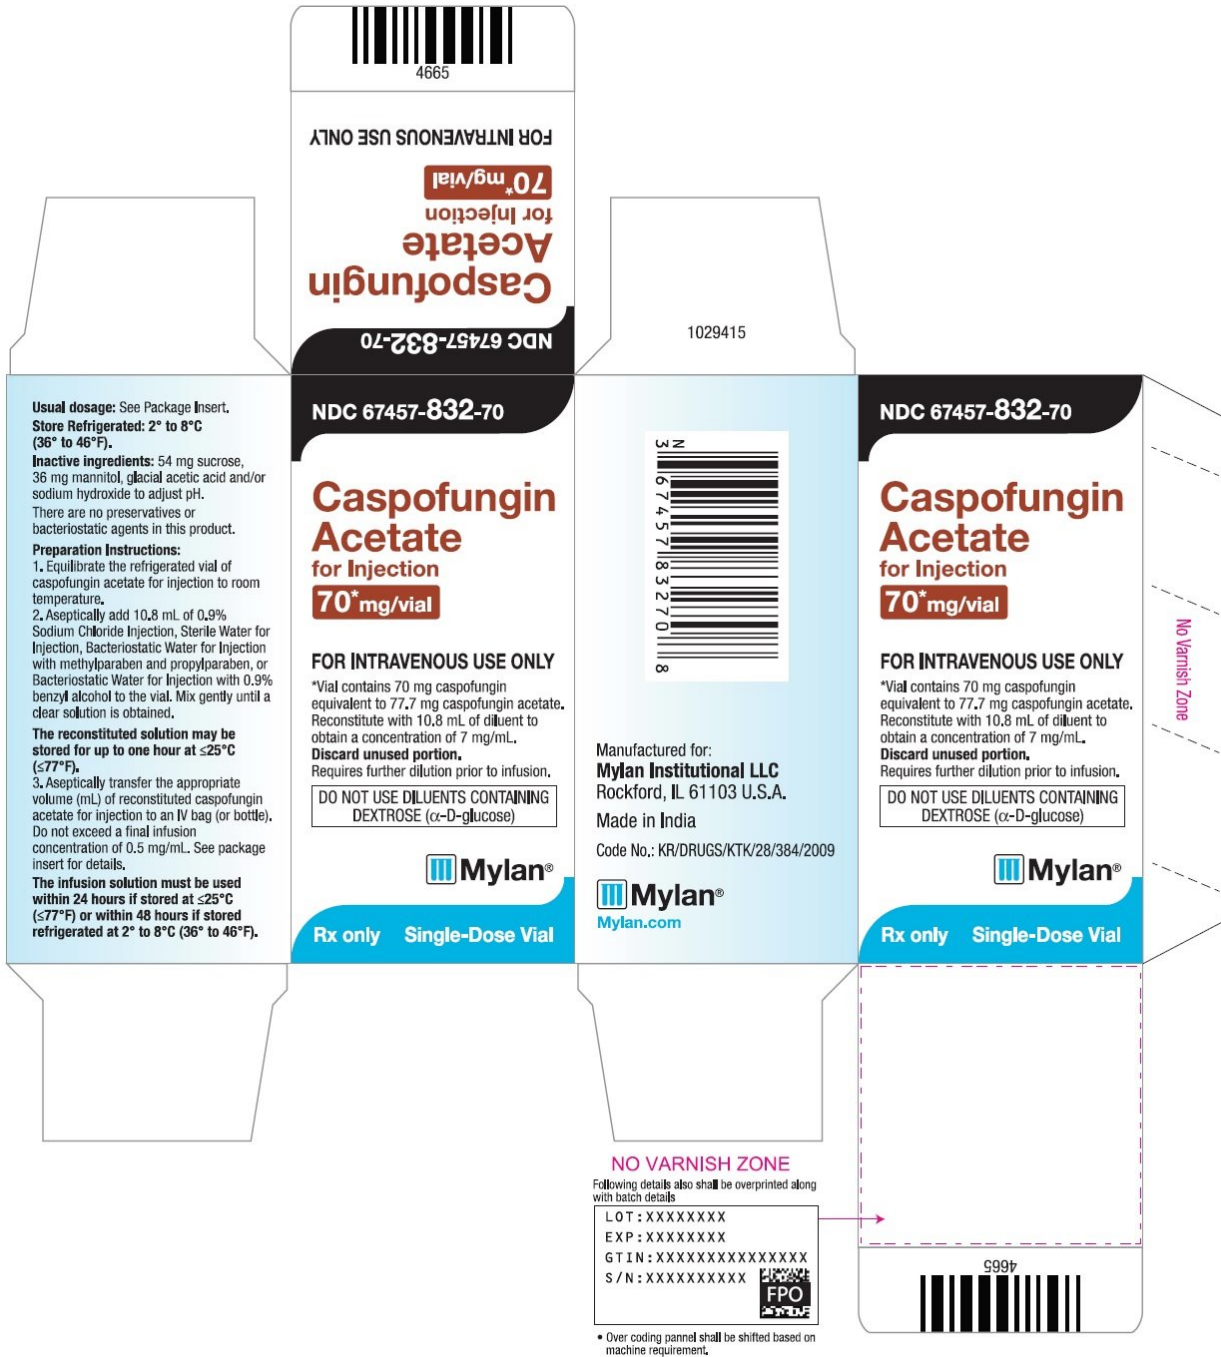 4665
FOR INTRAVENOUS USE ONLY
70* mg/vial
for Injection
Acetate
Caspofungin
NDC 67457-832-70
1029415
Usual dosage: See Package Insert.
Store Refrigerated: 2° to 8°C
(36° to 46°F).
Inactive ingredients: 54 mg sucrose,
36 mg mannitol, glacial acetic acid and/or
sodium hydroxide to adjust pH.
There are no preservatives or
bacteriostatic agents in this product.
Preparation Instructions:
1. Equilibrate the refrigerated vial of
caspofungin acetate for injection to room
temperature.
2. Aseptically add 10.8 mL of 0.9%
Sodium Chloride Injection, Sterile Water for
Injection, Bacteriostatic Water for Injection
with methylparaben and propylparaben, or
Bacteriostatic Water for Injection with 0.9%
benzyl alcohol to the vial. Mix gently until a
clear solution is obtained.
The reconstituted solution may be
stored for up to one hour at ≤25°C
(≤77°F).
3. Aseptically transfer the appropriate
volume (mL) of reconstituted caspofungin
acetate for injection to an IV bag (or bottle).
Do not exceed a final infusion
concentration of 0.5 mg/mL. See package
insert for details.
The infusion solution must be used
within 24 hours if stored at ≤25°C
(≤77°F) or within 48 hours if stored
refrigerated at 2° to 8°C (36° to 46°F).
NDC 67457-832-70
Caspofungin
Acetate
for Injection
70* mg/vial
FOR INTRAVENOUS USE ONLY
*Vial contains 70 mg caspofungin
equivalent to 77.7 mg caspofungin acetate.
Reconstitute with 10.8 mL of diluent to
obtain a concentration of 7 mg/mL.
Discard unused portion.
Requires further dilution prior to infusion.
DO NOT USE DILUENTS CONTAINING
DEXTROSE (α-D-glucose)
Mylan®
Rx only Single-Dose Vial
N
3 67457 83270 8
Manufactured for:
Mylan Institutional LLC
Rockford, IL 61103 U.S.A.
Made in India
Code No.: KR/DRUGS/KTK/28/384/2009
Mylan®
Mylan.com
NDC 67457-832-70
Caspofungin
Acetate
for Injection
70* mg/vial
FOR INTRAVENOUS USE ONLY
*Vial contains 70 mg caspofungin
equivalent to 77.7 mg caspofungin acetate.
Reconstitute with 10.8 mL of diluent to
obtain a concentration of 7 mg/mL.
Discard unused portion.
Requires further dilution prior to infusion.
DO NOT USE DILUENTS CONTAINING
DEXTROSE (α-D-glucose)
Mylan®
Rx only Single-Dose Vial
No Varnish Zone
NO VARNISH ZONE
Following details also shall be overprinted along
with batch details
LOT:XXXXXXXX
EXP:XXXXXXXX
GTIN:XXXXXXXXXXXXXXX
S/N:XXXXXXXXXX
FPO
• Over coding pannel shall be shifted based on
machine requirement.
4665